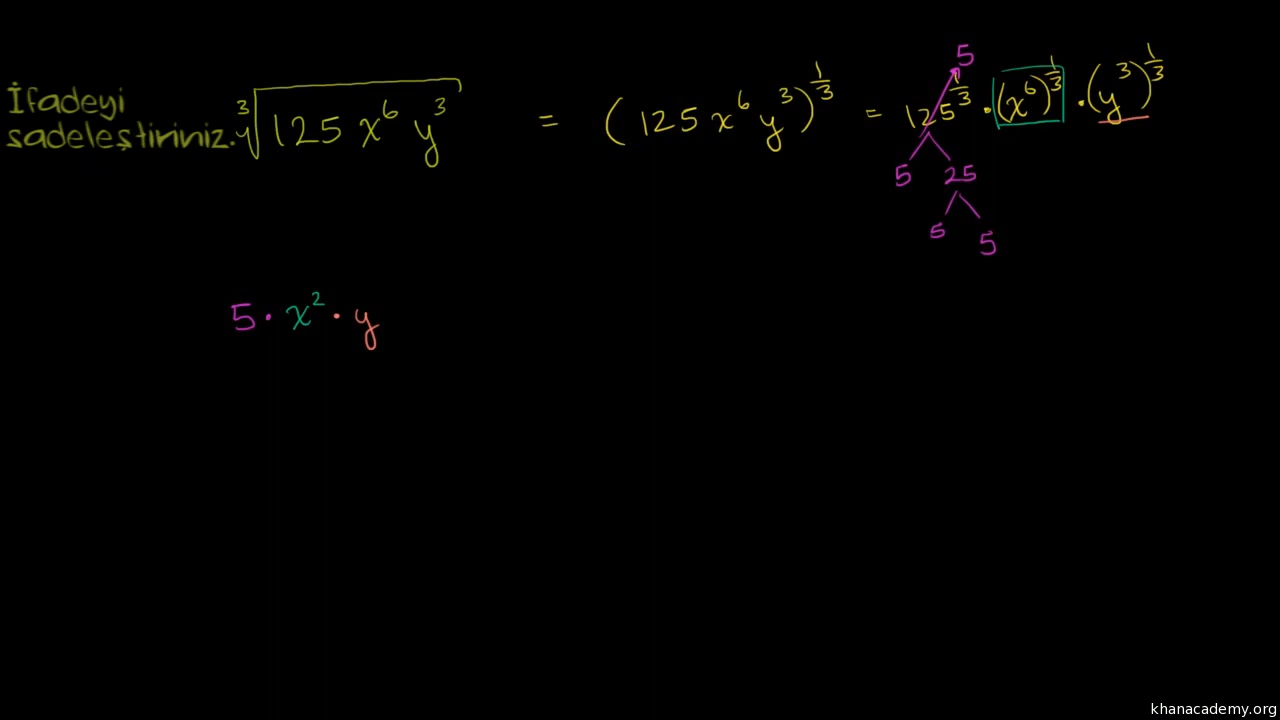 İfadeyi sadeleştiriniz. ∛(125 x⁶ y³) = (125 x⁶ y³)^(1/3) = 125^(1/3) · (x⁶)^(1/3) · (y³)^(1/3)
5
5 25
5 5
5 · x² · y
khanacademy.org